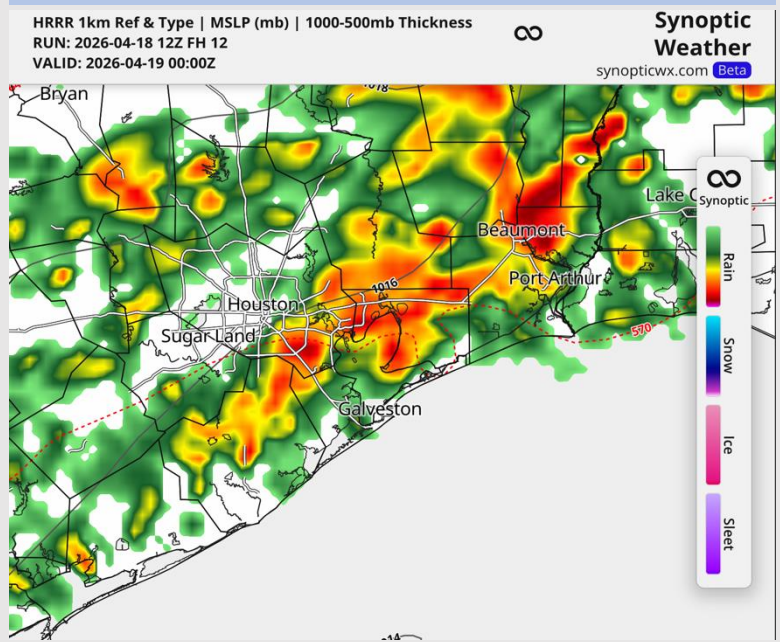 HRRR 1km Ref & Type | MSLP (mb) | 1000-500mb Thickness
RUN: 2026-04-18 12Z FH 12
VALID: 2026-04-19 00:00Z
Synoptic
Weather
synopticwx.com Beta
Bryan
1018
Lake C
Synoptic
Beaumont
Port Arthur
1016
Houston
Sugar Land
570
Galveston
Rain
Snow
Ice
Sleet